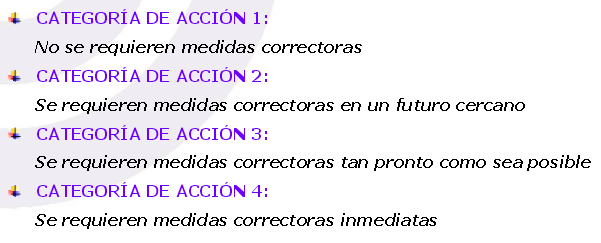 CATEGORÍA DE ACCIÓN 1:
No se requieren medidas correctoras
CATEGORÍA DE ACCIÓN 2:
Se requieren medidas correctoras en un futuro cercano
CATEGORÍA DE ACCIÓN 3:
Se requieren medidas correctoras tan pronto como sea posible
CATEGORÍA DE ACCIÓN 4:
Se requieren medidas correctoras inmediatas